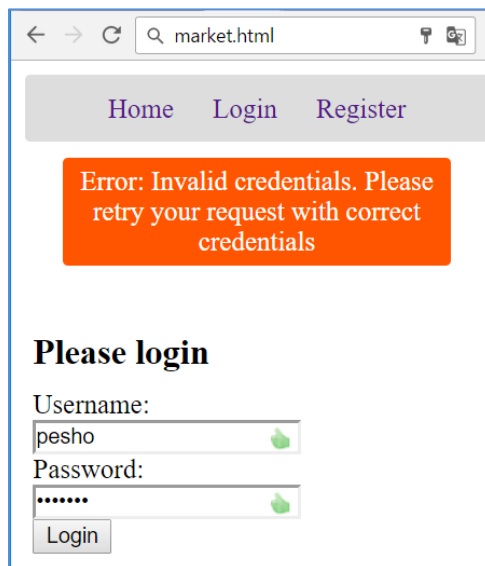 market.html
Home Login Register
Error: Invalid credentials. Please
retry your request with correct
credentials
Please login
Username:
pesho
Password:
•••••••
Login